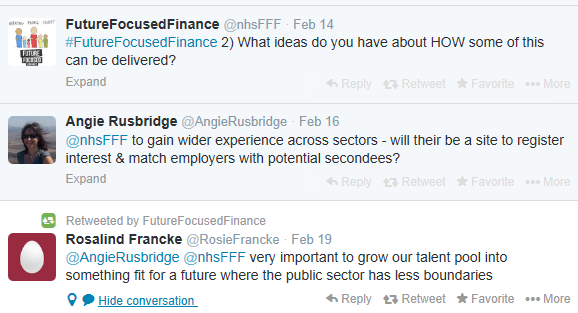 FutureFocusedFinance @nhsFFF · Feb 14
#FutureFocusedFinance 2) What ideas do you have about HOW some of this
can be delivered?
Expand
Reply Retweet Favorite More
Angie Rusbridge @AngieRusbridge · Feb 16
@nhsFFF to gain wider experience across sectors - will their be a site to register
interest & match employers with potential secondees?
Expand
Reply Retweet Favorite More
Retweeted by FutureFocusedFinance
Rosalind Francke @RosieFrancke · Feb 19
@AngieRusbridge @nhsFFF very important to grow our talent pool into
something fit for a future where the public sector has less boundaries
Hide conversation
Reply Retweet Favorite More